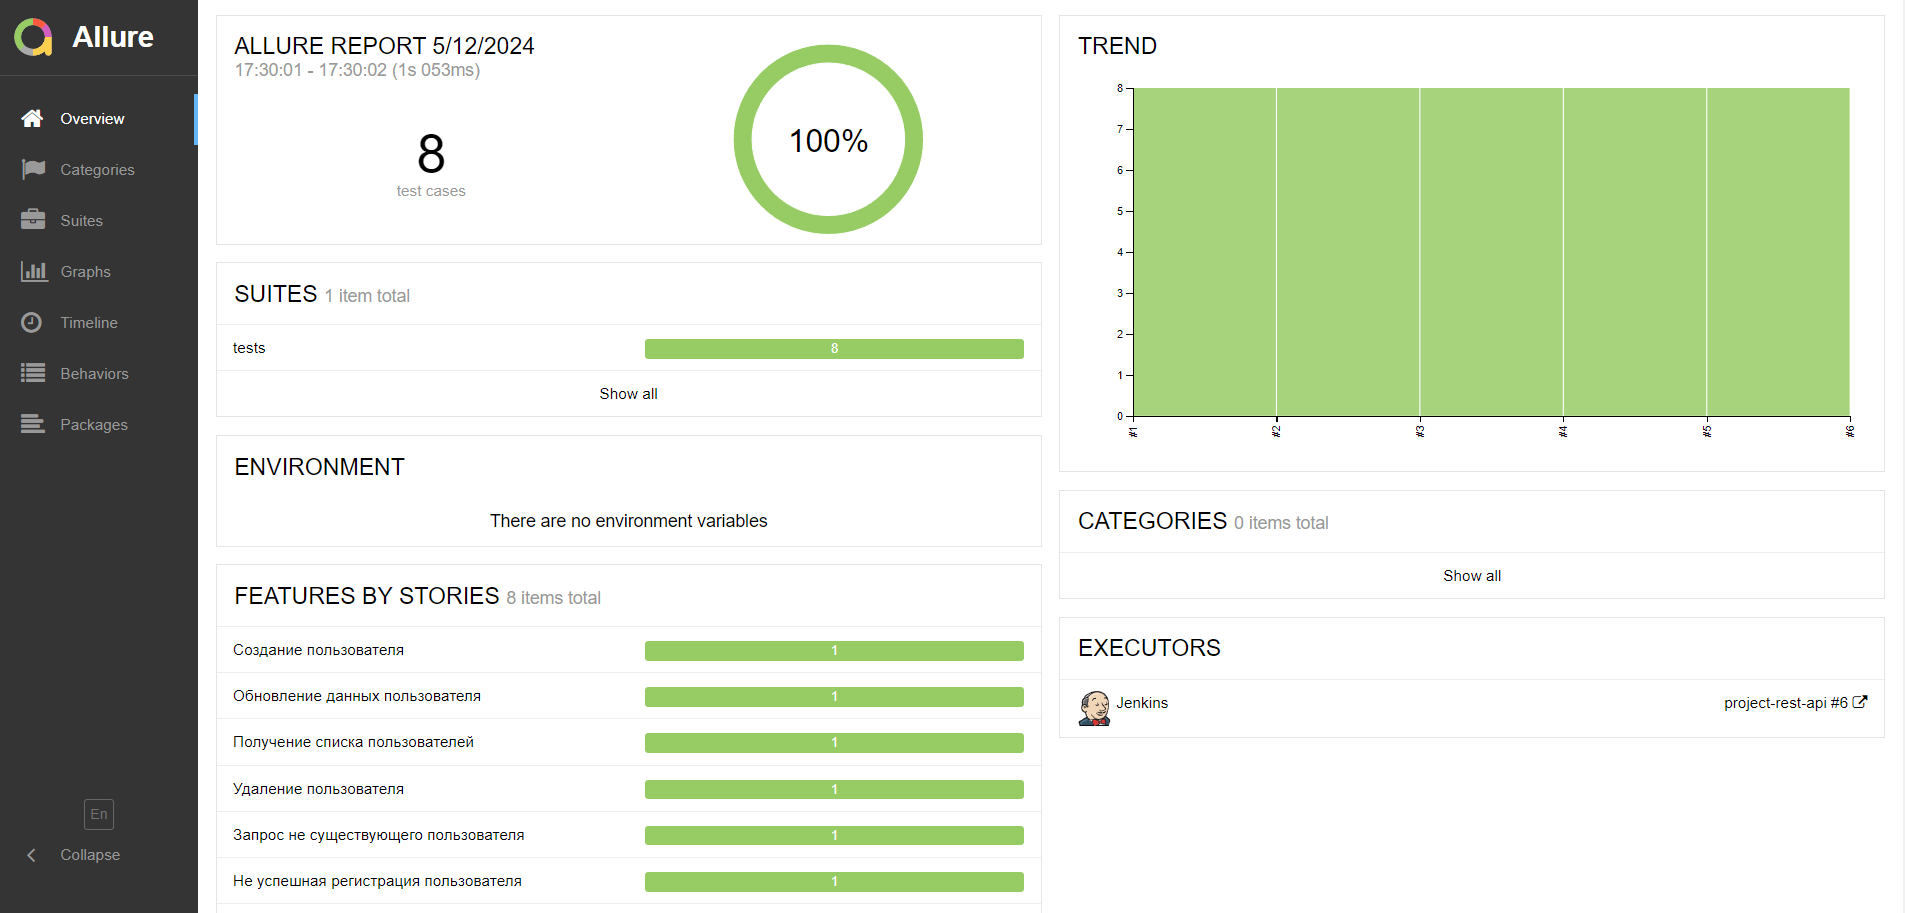 Allure
Overview
Categories
Suites
Graphs
Timeline
Behaviors
Packages
En
Collapse
ALLURE REPORT 5/12/2024
17:30:01 - 17:30:02 (1s 053ms)
8
test cases
100%
SUITES 1 item total
tests 8
Show all
ENVIRONMENT
There are no environment variables
FEATURES BY STORIES 8 items total
Создание пользователя 1
Обновление данных пользователя 1
Получение списка пользователей 1
Удаление пользователя 1
Запрос не существующего пользователя 1
Не успешная регистрация пользователя 1
TREND
8
7
6
5
4
3
2
1
0
#1 #2 #3 #4 #5 #6
CATEGORIES 0 items total
Show all
EXECUTORS
Jenkins project-rest-api #6